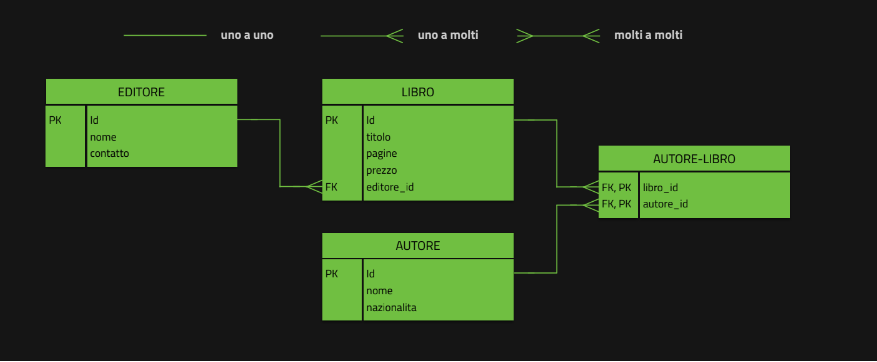 uno a uno
uno a molti
molti a molti
EDITORE
PK Id
nome
contatto
LIBRO
PK Id
titolo
pagine
prezzo
FK editore_id
AUTORE-LIBRO
FK, PK libro_id
FK, PK autore_id
AUTORE
PK Id
nome
nazionalita